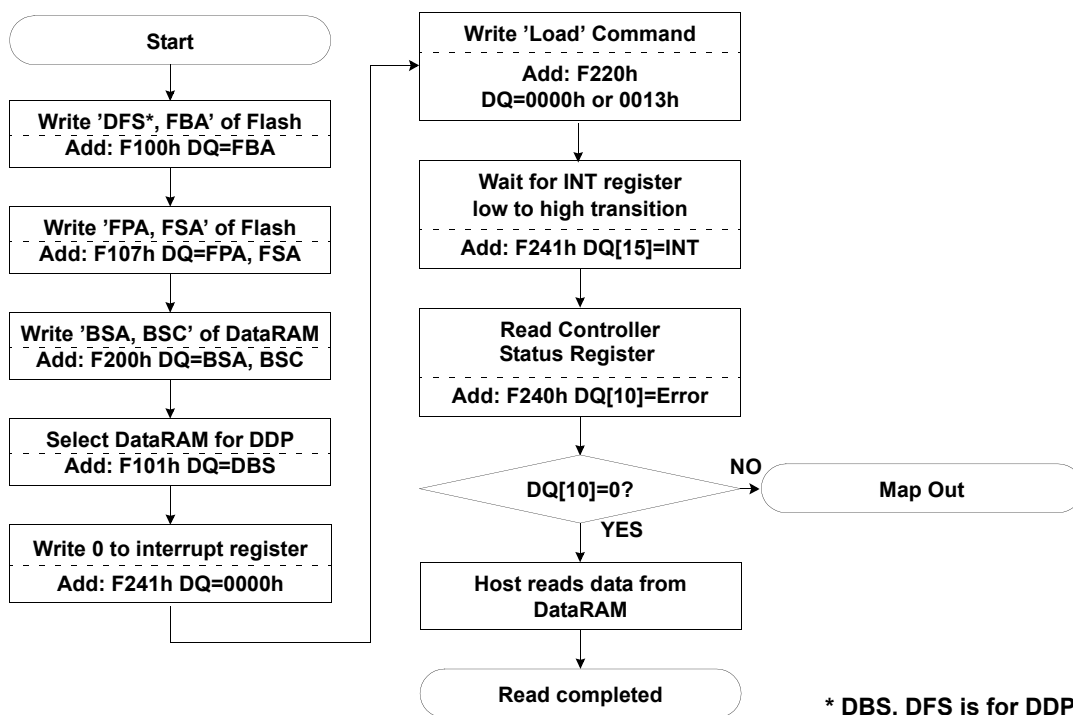 Start
Write ’DFS*, FBA’ of Flash
Add: F100h DQ=FBA
Write ’FPA, FSA’ of Flash
Add: F107h DQ=FPA, FSA
Write ’BSA, BSC’ of DataRAM
Add: F200h DQ=BSA, BSC
Select DataRAM for DDP
Add: F101h DQ=DBS
Write 0 to interrupt register
Add: F241h DQ=0000h
Write ’Load’ Command
Add: F220h
DQ=0000h or 0013h
Wait for INT register
low to high transition
Add: F241h DQ[15]=INT
Read Controller
Status Register
Add: F240h DQ[10]=Error
DQ[10]=0?
NO
Map Out
YES
Host reads data from
DataRAM
Read completed
* DBS, DFS is for DDP